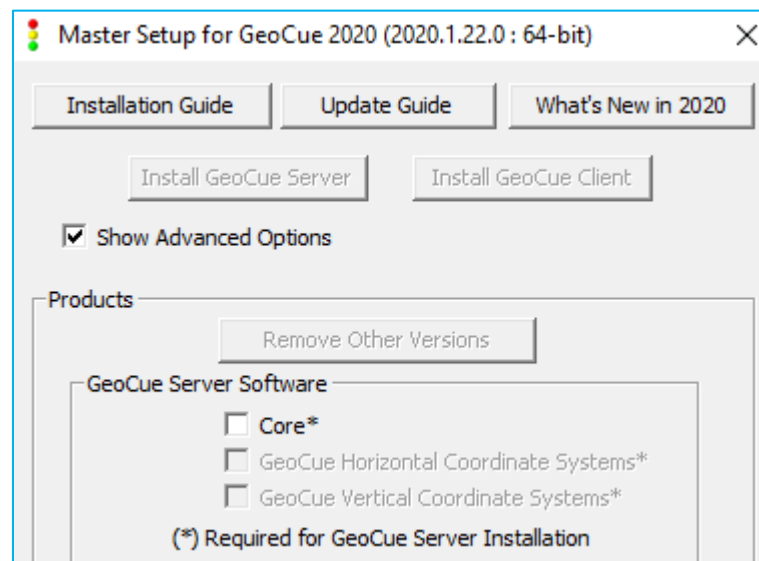 Master Setup for GeoCue 2020 (2020.1.22.0 : 64-bit)
Installation Guide
Update Guide
What's New in 2020
Install GeoCue Server
Install GeoCue Client
Show Advanced Options
Products
Remove Other Versions
GeoCue Server Software
Core*
GeoCue Horizontal Coordinate Systems*
GeoCue Vertical Coordinate Systems*
(*) Required for GeoCue Server Installation